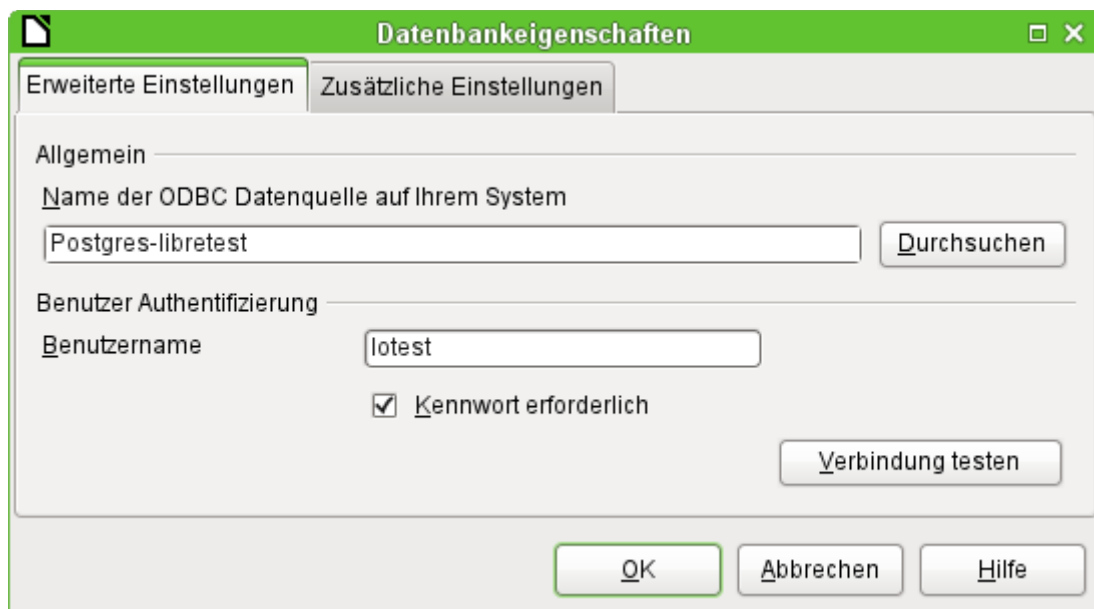 Datenbankeigenschaften
Erweiterte Einstellungen Zusätzliche Einstellungen
Allgemein
Name der ODBC Datenquelle auf Ihrem System
Postgres-libretest Durchsuchen
Benutzer Authentifizierung
Benutzername lotest
Kennwort erforderlich
Verbindung testen
OK Abbrechen Hilfe